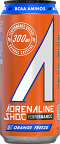 BCAA AMINOS
300mg
ADRENALINE
SHOC
PERFORMANCE
ORANGE FREEZE